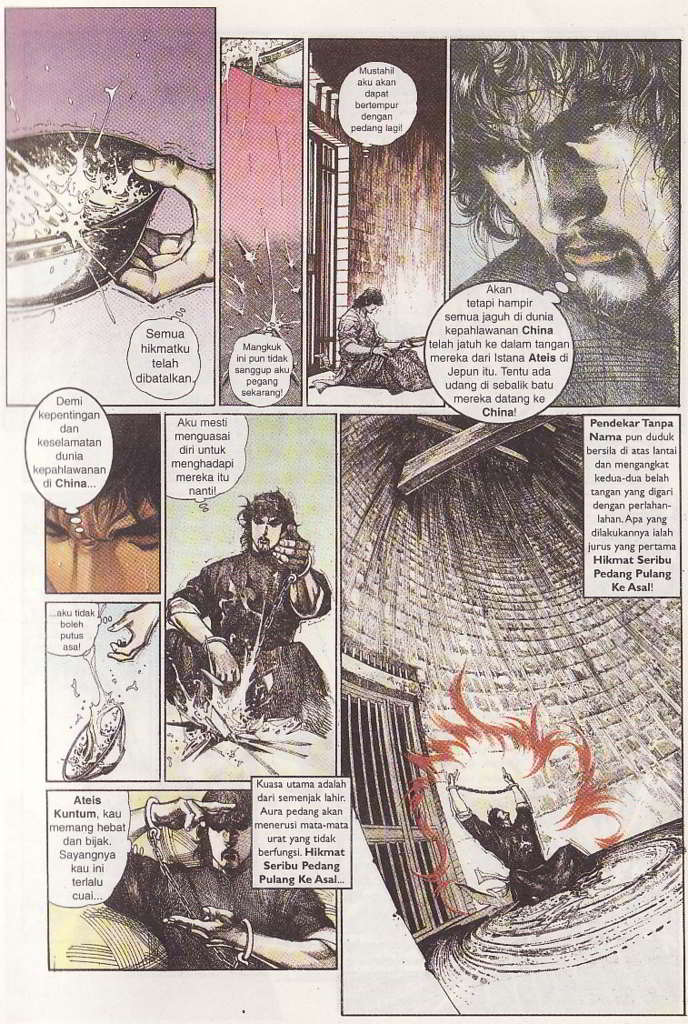 Semua
hikmatku
telah
dibatalkan.
Mangkuk
ini pun tidak
sanggup aku
pegang
sekarang!
Mustahil
aku akan
dapat
bertempur
dengan
pedang lagi!
Akan
tetapi hampir
semua jaguh di dunia
kepahlawanan China
telah jatuh ke dalam tangan
mereka dari Istana Ateis di
Jepun itu. Tentu ada
udang di sebalik batu
mereka datang ke
China!
Demi
kepentingan
dan
keselamatan
dunia
kepahlawanan
di China...
...aku tidak
boleh
putus
asa!
Aku mesti
menguasai
diri untuk
menghadapi
mereka itu
nanti!
Pendekar Tanpa
Nama pun duduk
bersila di atas lantai
dan mengangkat
kedua-dua belah
tangan yang digari
dengan perlahan-
lahan. Apa yang
dilakukannya ialah
jurus yang pertama
Hikmat Seribu
Pedang Pulang
Ke Asal!
Ateis
Kuntum, kau
memang hebat
dan bijak.
Sayangnya
kau ini
terlalu
cuai...
Kuasa utama adalah
dari semenjak lahir.
Aura pedang akan
menerusi mata-mata
urat yang tidak
berfungsi. Hikmat
Seribu Pedang
Pulang Ke Asal...